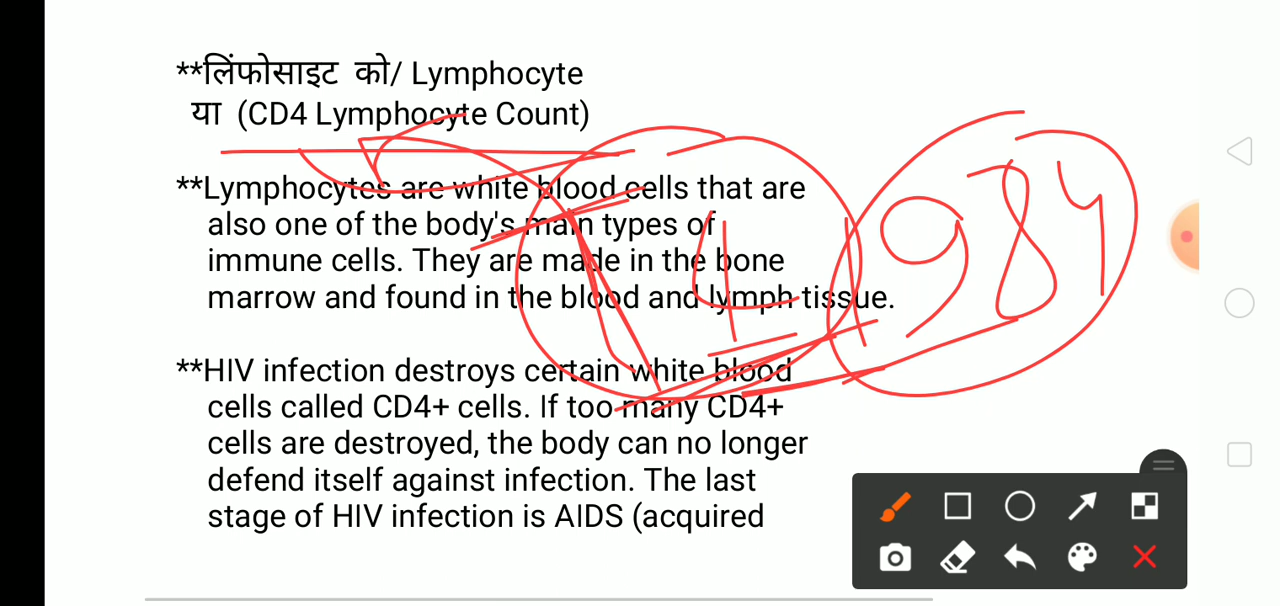 **लिंफोसाइट को/ Lymphocyte
या (CD4 Lymphocyte Count)
**Lymphocytes are white blood cells that are
also one of the body's main types of
immune cells. They are made in the bone
marrow and found in the blood and lymph tissue.
**HIV infection destroys certain white blood
cells called CD4+ cells. If too many CD4+
cells are destroyed, the body can no longer
defend itself against infection. The last
stage of HIV infection is AIDS (acquired
1984